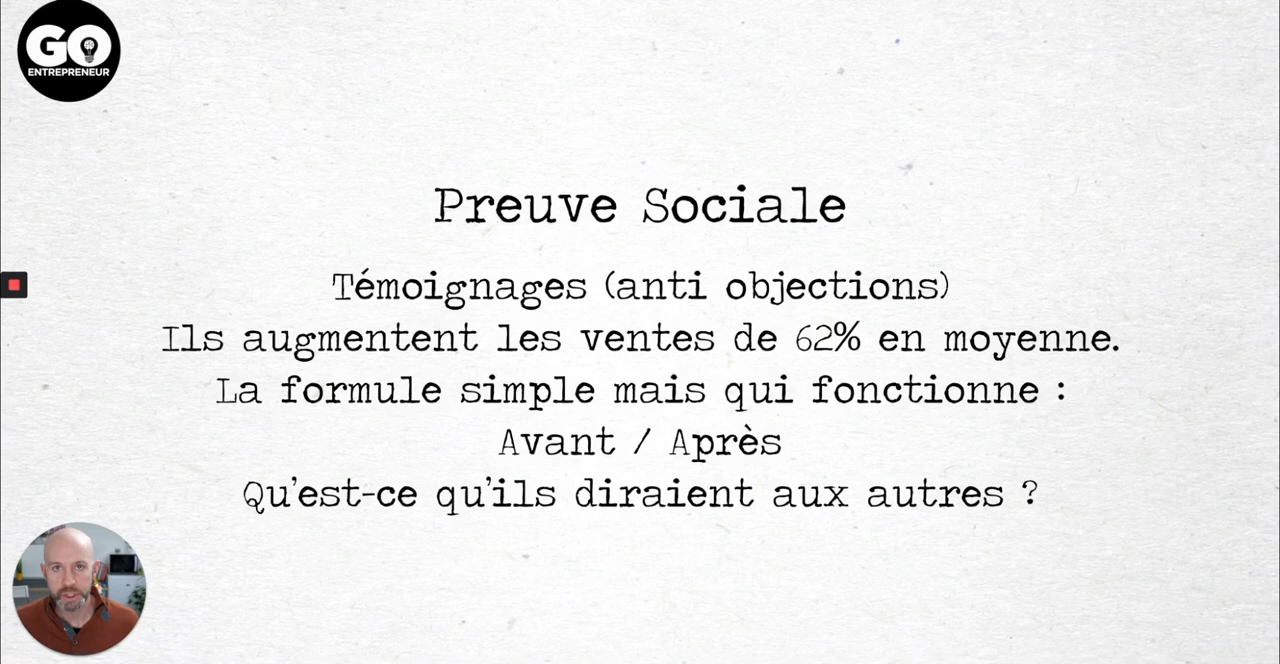 GO
ENTREPRENEUR
Preuve Sociale
Témoignages (anti objections)
Ils augmentent les ventes de 62% en moyenne.
La formule simple mais qui fonctionne :
Avant / Après
Qu'est-ce qu'ils diraient aux autres ?